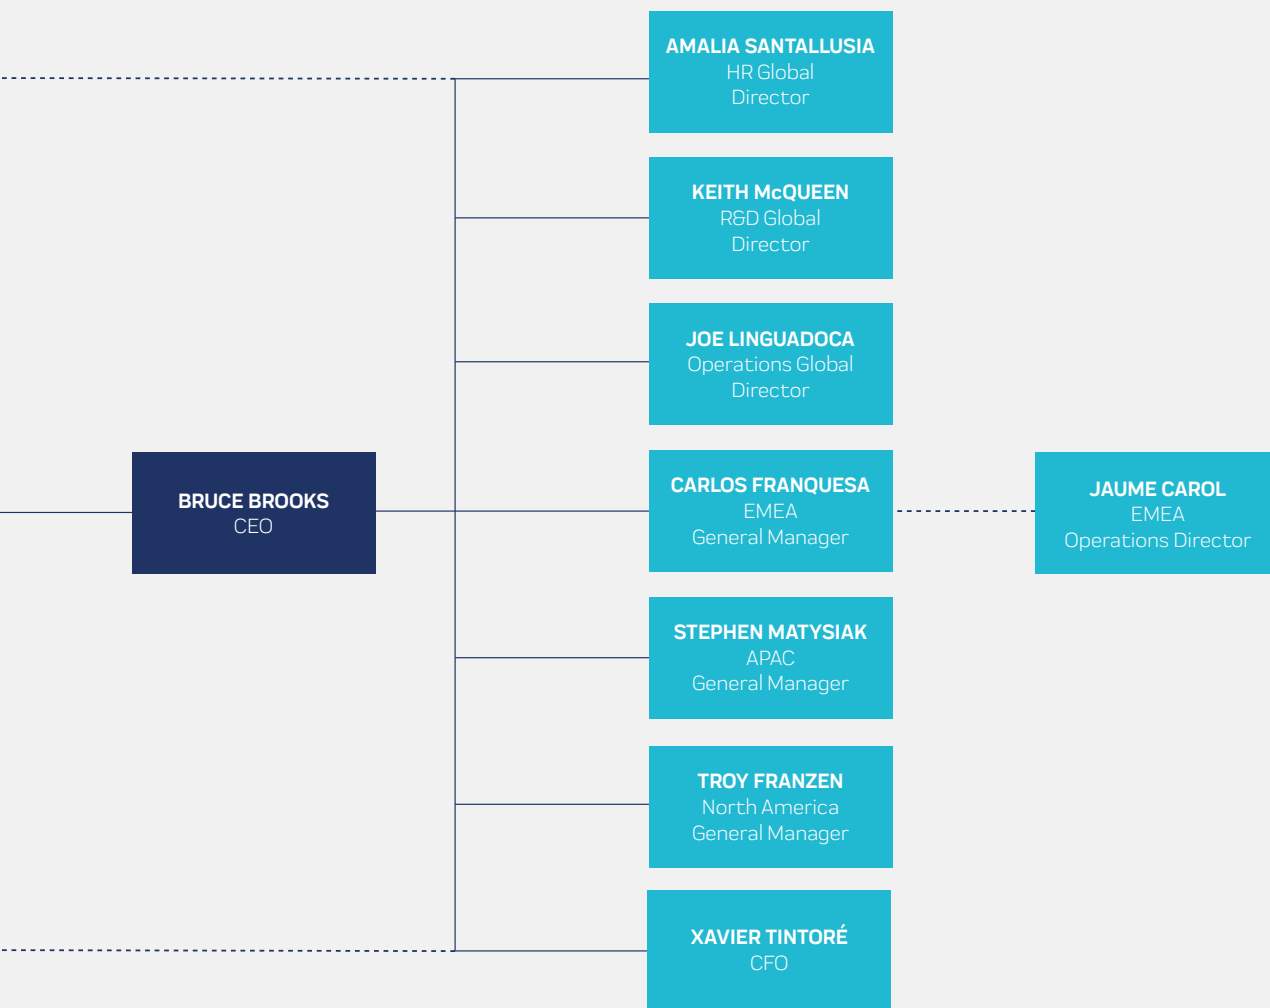 AMALIA SANTALLUSIA
HR Global
Director
KEITH McQUEEN
R&D Global
Director
JOE LINGUADOCA
Operations Global
Director
BRUCE BROOKS
CEO
CARLOS FRANQUESA
EMEA
General Manager
JAUME CAROL
EMEA
Operations Director
STEPHEN MATYSIAK
APAC
General Manager
TROY FRANZEN
North America
General Manager
XAVIER TINTORÉ
CFO